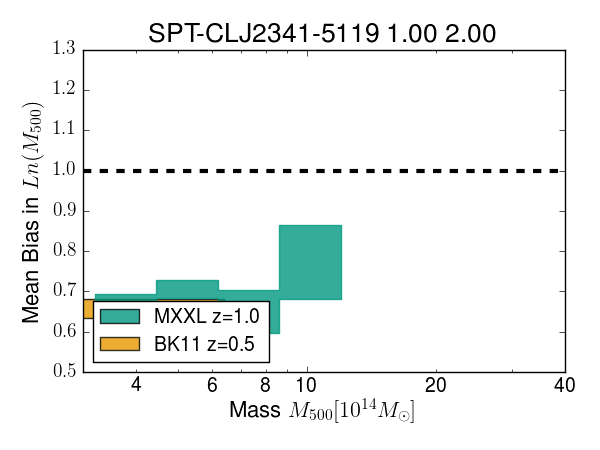 SPT-CLJ2341-5119 1.00 2.00
1.3
1.2
1.1
1.0
0.9
0.8
0.7
0.6
0.5
Mean Bias in Ln(M₅₀₀)
MXXL z=1.0
BK11 z=0.5
4 6 8 10 20 40
Mass M₅₀₀[10¹⁴M☉]